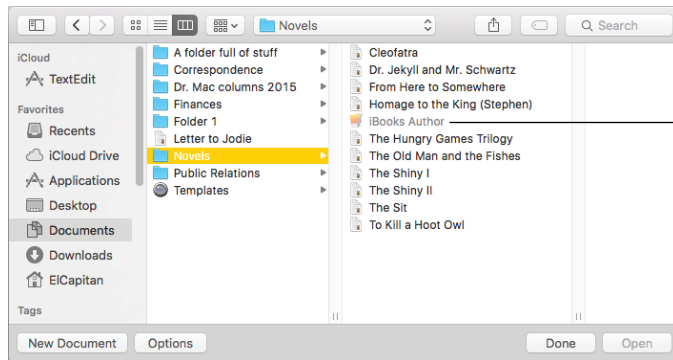 Novels
Search
iCloud
TextEdit
Favorites
Recents
iCloud Drive
Applications
Desktop
Documents
Downloads
ElCapitan
Tags
A folder full of stuff
Correspondence
Dr. Mac columns 2015
Finances
Folder 1
Letter to Jodie
Novels
Public Relations
Templates
Cleofatra
Dr. Jekyll and Mr. Schwartz
From Here to Somewhere
Homage to the King (Stephen)
iBooks Author
The Hungry Games Trilogy
The Old Man and the Fishes
The Shiny I
The Shiny II
The Sit
To Kill a Hoot Owl
New Document
Options
Done
Open